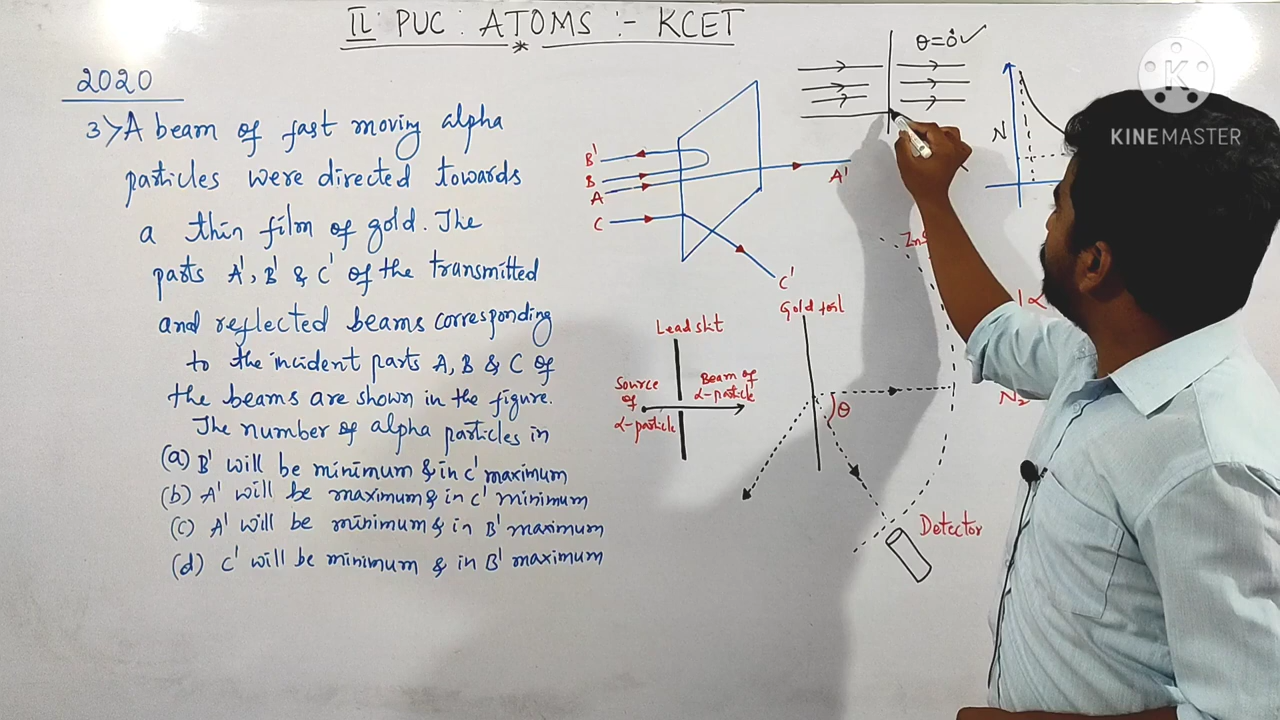 II PUC : ATOMS :- KCET
2020
3> A beam of fast moving alpha
particles were directed towards
a thin film of gold. The
parts A', B' & C' of the transmitted
and reflected beams corresponding
to the incident parts A, B & C of
the beams are shown in the figure.
The number of alpha particles in
(a) B' will be minimum & in C' maximum
(b) A' will be maximum & in C' minimum
(c) A' will be minimum & in B' maximum
(d) C' will be minimum & in B' maximum
B'
B
A
C
A'
C'
θ=0°✓
N
KINEMASTER
Lead slit
Source
of
α-particle
Beam of
α-particle
Gold foil
θ
ZnS
Detector